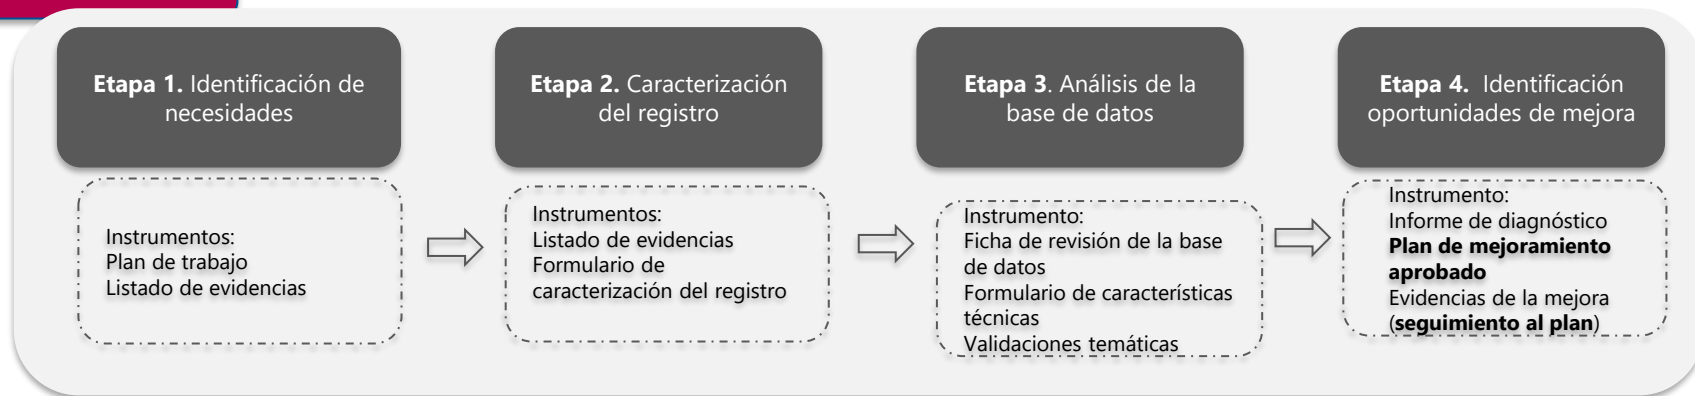 Etapa 1. Identificación de
necesidades
Instrumentos:
Plan de trabajo
Listado de evidencias
Etapa 2. Caracterización
del registro
Instrumentos:
Listado de evidencias
Formulario de
caracterización del registro
Etapa 3. Análisis de la
base de datos
Instrumento:
Ficha de revisión de la base
de datos
Formulario de características
técnicas
Validaciones temáticas
Etapa 4. Identificación
oportunidades de mejora
Instrumento:
Informe de diagnóstico
Plan de mejoramiento
aprobado
Evidencias de la mejora
(seguimiento al plan)